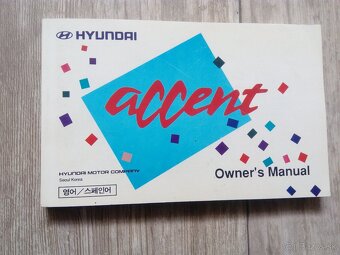 HYUNDAI
accent
Owner's Manual
HYUNDAI MOTOR COMPANY
Seoul Korea
영어/스페인어